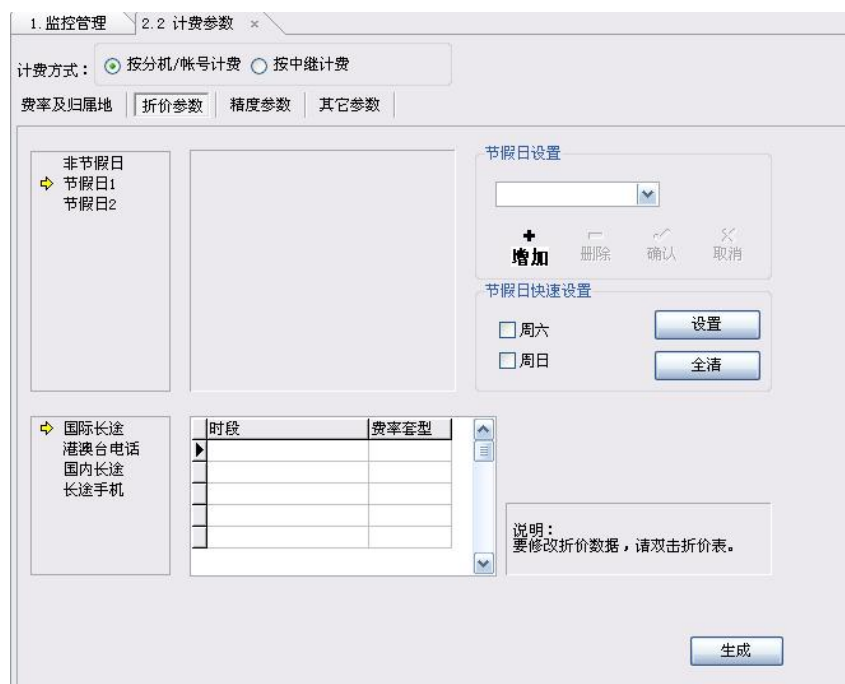 1.监控管理 2.2 计费参数 ×
计费方式： 按分机/帐号计费 按中继计费
费率及归属地 折价参数 精度参数 其它参数
非节假日
节假日1
节假日2
节假日设置
增加 删除 确认 取消
节假日快速设置
周六 设置
周日 全清
国际长途
港澳台电话
国内长途
长途手机
时段 费率套型
说明：
要修改折价数据，请双击折价表。
生成